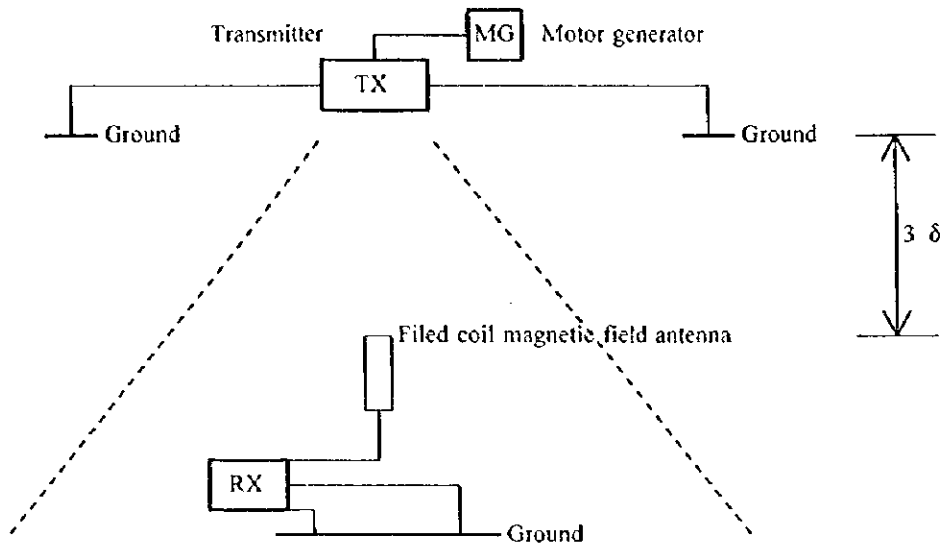 Transmitter
MG
Motor generator
TX
Ground
Ground
3 δ
Filed coil magnetic field antenna
RX
Ground